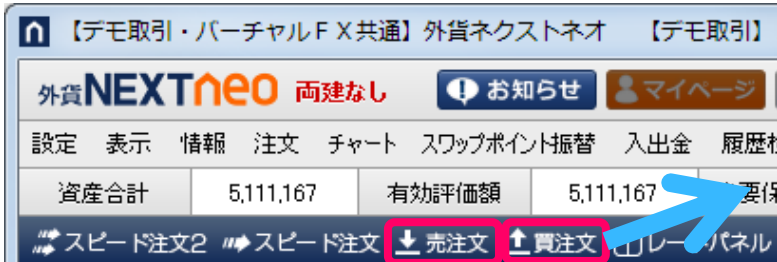 【デモ取引・バーチャルＦＸ共通】外貨ネクストネオ 【デモ取引】
外貨NEXTneo 両建なし お知らせ マイページ
設定 表示 情報 注文 チャート スワップポイント振替 入出金 履歴検
資産合計 5,111,167 有効評価額 5,111,167 要保
スピード注文2 スピード注文 売注文 買注文 レートパネル